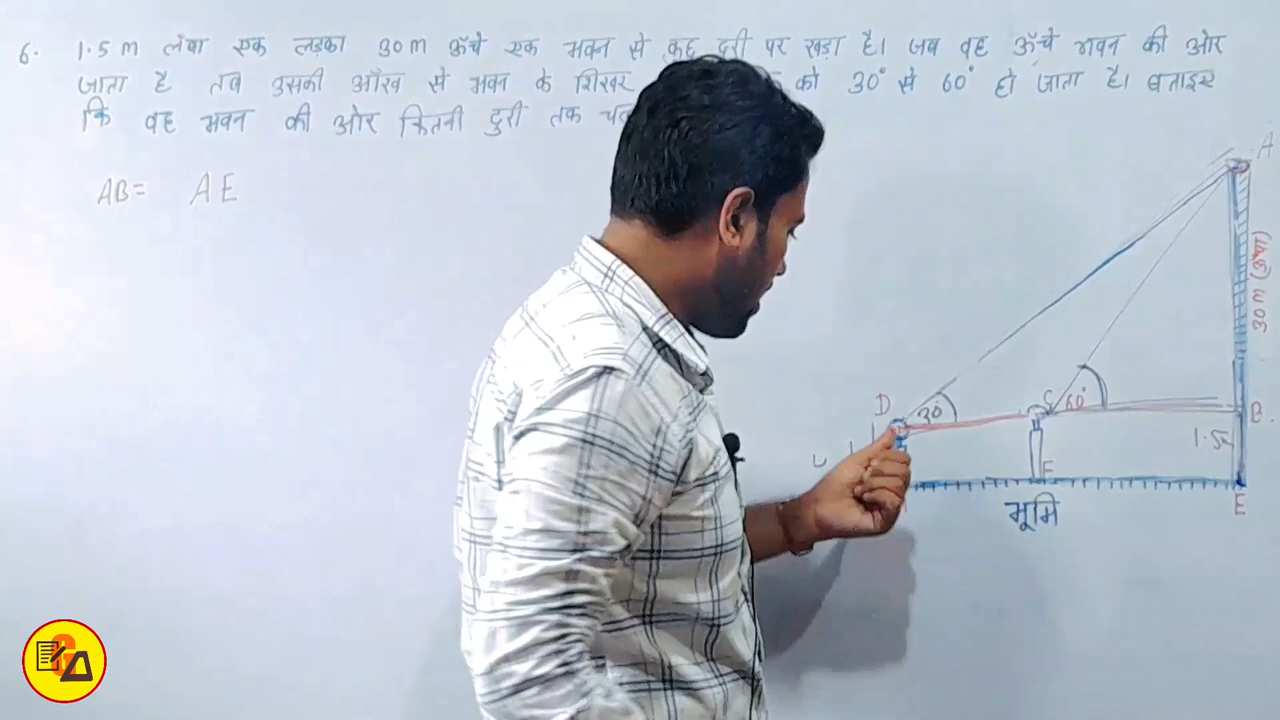 6. 1.5 m लंबा एक लड़का 30 m ऊँचे एक भवन से कुछ दूरी पर खड़ा है। जब वह ऊँचे भवन की ओर
जाता है तब उसकी आँख से भवन के शिखर को 30° से 60° हो जाता है। बताइए
कि वह भवन की ओर कितनी दुरी तक
AB = AE
A
30 m (ऊँचा)
D 30° C 60° B
1.5m
F
भूमि
E